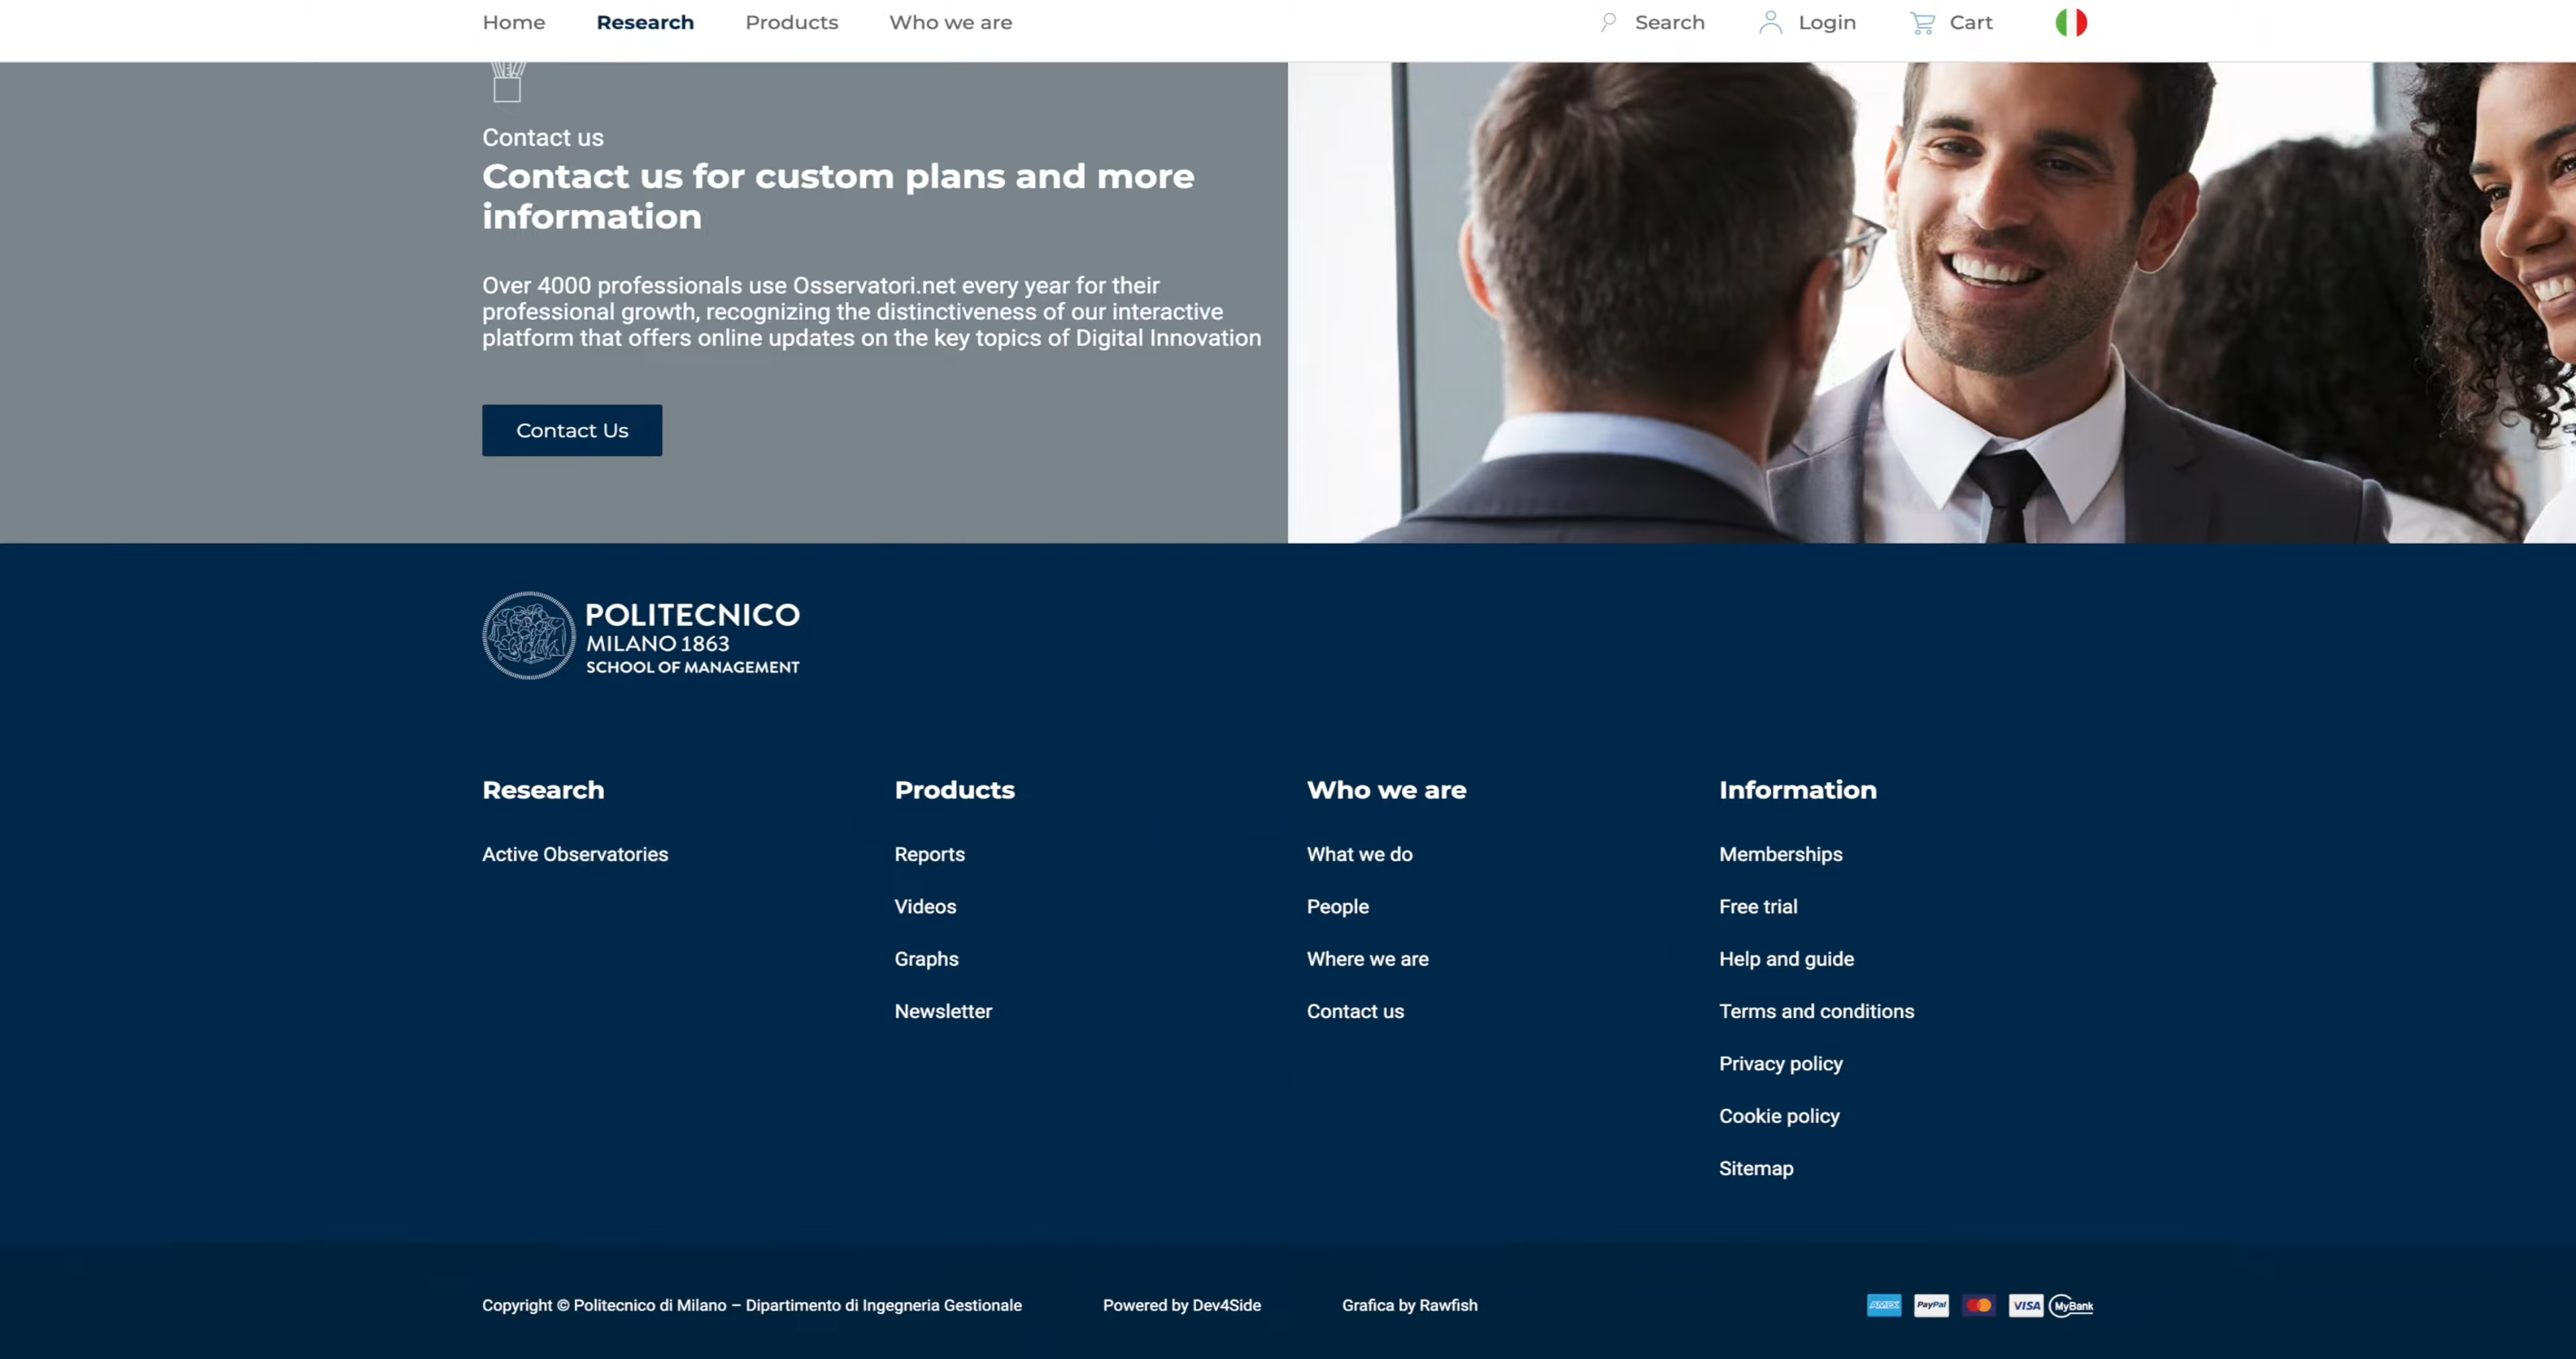 Home
Research
Products
Who we are
Search
Login
Cart
Contact us
Contact us for custom plans and more
information
Over 4000 professionals use Osservatori.net every year for their
professional growth, recognizing the distinctiveness of our interactive
platform that offers online updates on the key topics of Digital Innovation
Contact Us
POLITECNICO
MILANO 1863
SCHOOL OF MANAGEMENT
Research
Active Observatories
Products
Reports
Videos
Graphs
Newsletter
Who we are
What we do
People
Where we are
Contact us
Information
Memberships
Free trial
Help and guide
Terms and conditions
Privacy policy
Cookie policy
Sitemap
Copyright © Politecnico di Milano – Dipartimento di Ingegneria Gestionale
Powered by Dev4Side
Grafica by Rawfish
AMEX
PayPal
VISA
MyBank